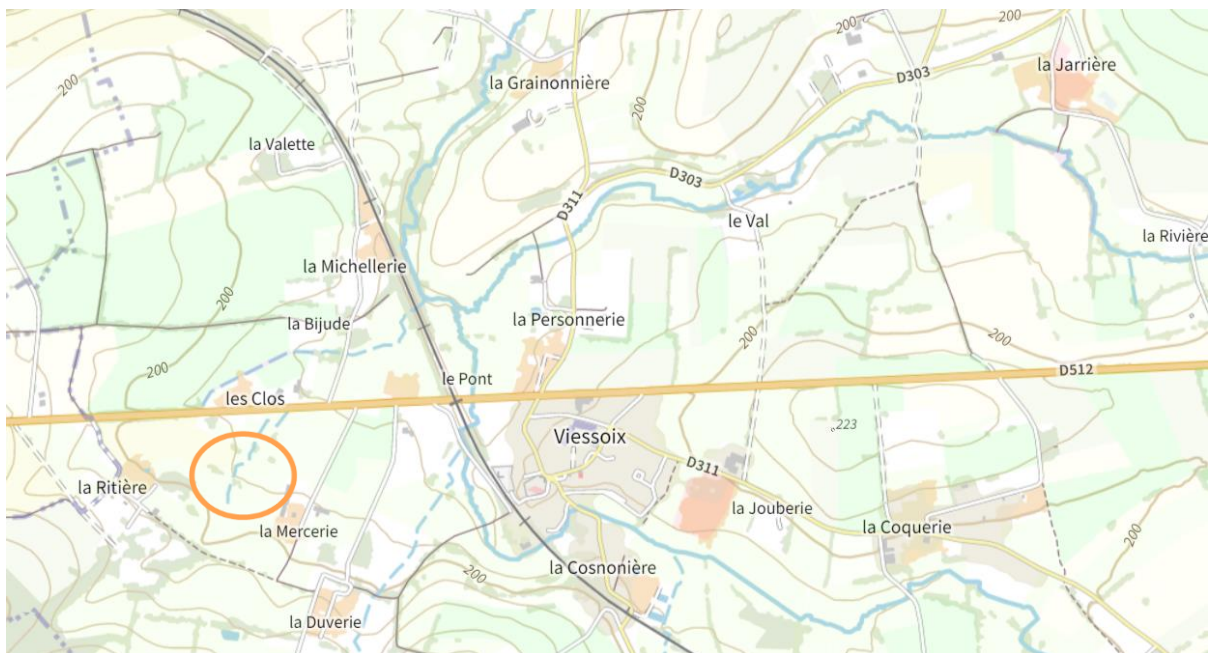 200
200
200
200
la Jarrière
D303
la Grainonnière
200
la Valette
D303
D311
le Val
la Rivière
la Michellerie
200
la Personnerie
la Bijude
200
200
200
D512
le Pont
les Clos
223
Viessoix
D311
la Ritière
la Jouberie
la Coquerie
la Mercerie
200
la Cosnonière
200
la Duverie